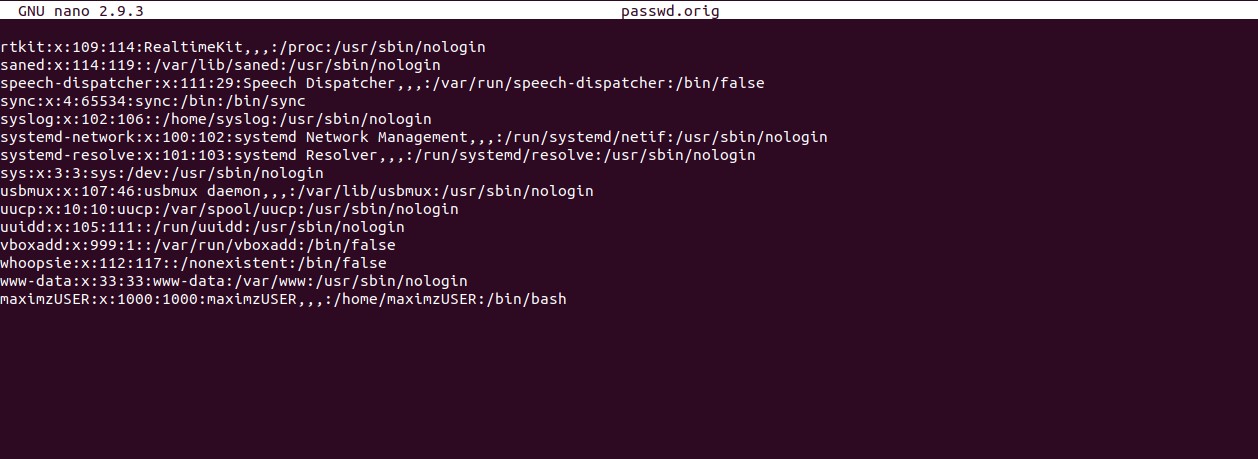 GNU nano 2.9.3 passwd.orig
rtkit:x:109:114:RealtimeKit,,,:/proc:/usr/sbin/nologin
saned:x:114:119::/var/lib/saned:/usr/sbin/nologin
speech-dispatcher:x:111:29:Speech Dispatcher,,,:/var/run/speech-dispatcher:/bin/false
sync:x:4:65534:sync:/bin:/bin/sync
syslog:x:102:106::/home/syslog:/usr/sbin/nologin
systemd-network:x:100:102:systemd Network Management,,,:/run/systemd/netif:/usr/sbin/nologin
systemd-resolve:x:101:103:systemd Resolver,,,:/run/systemd/resolve:/usr/sbin/nologin
sys:x:3:3:sys:/dev:/usr/sbin/nologin
usbmux:x:107:46:usbmux daemon,,,:/var/lib/usbmux:/usr/sbin/nologin
uucp:x:10:10:uucp:/var/spool/uucp:/usr/sbin/nologin
uuidd:x:105:111::/run/uuidd:/usr/sbin/nologin
vboxadd:x:999:1::/var/run/vboxadd:/bin/false
whoopsie:x:112:117::/nonexistent:/bin/false
www-data:x:33:33:www-data:/var/www:/usr/sbin/nologin
maximzUSER:x:1000:1000:maximzUSER,,,:/home/maximzUSER:/bin/bash